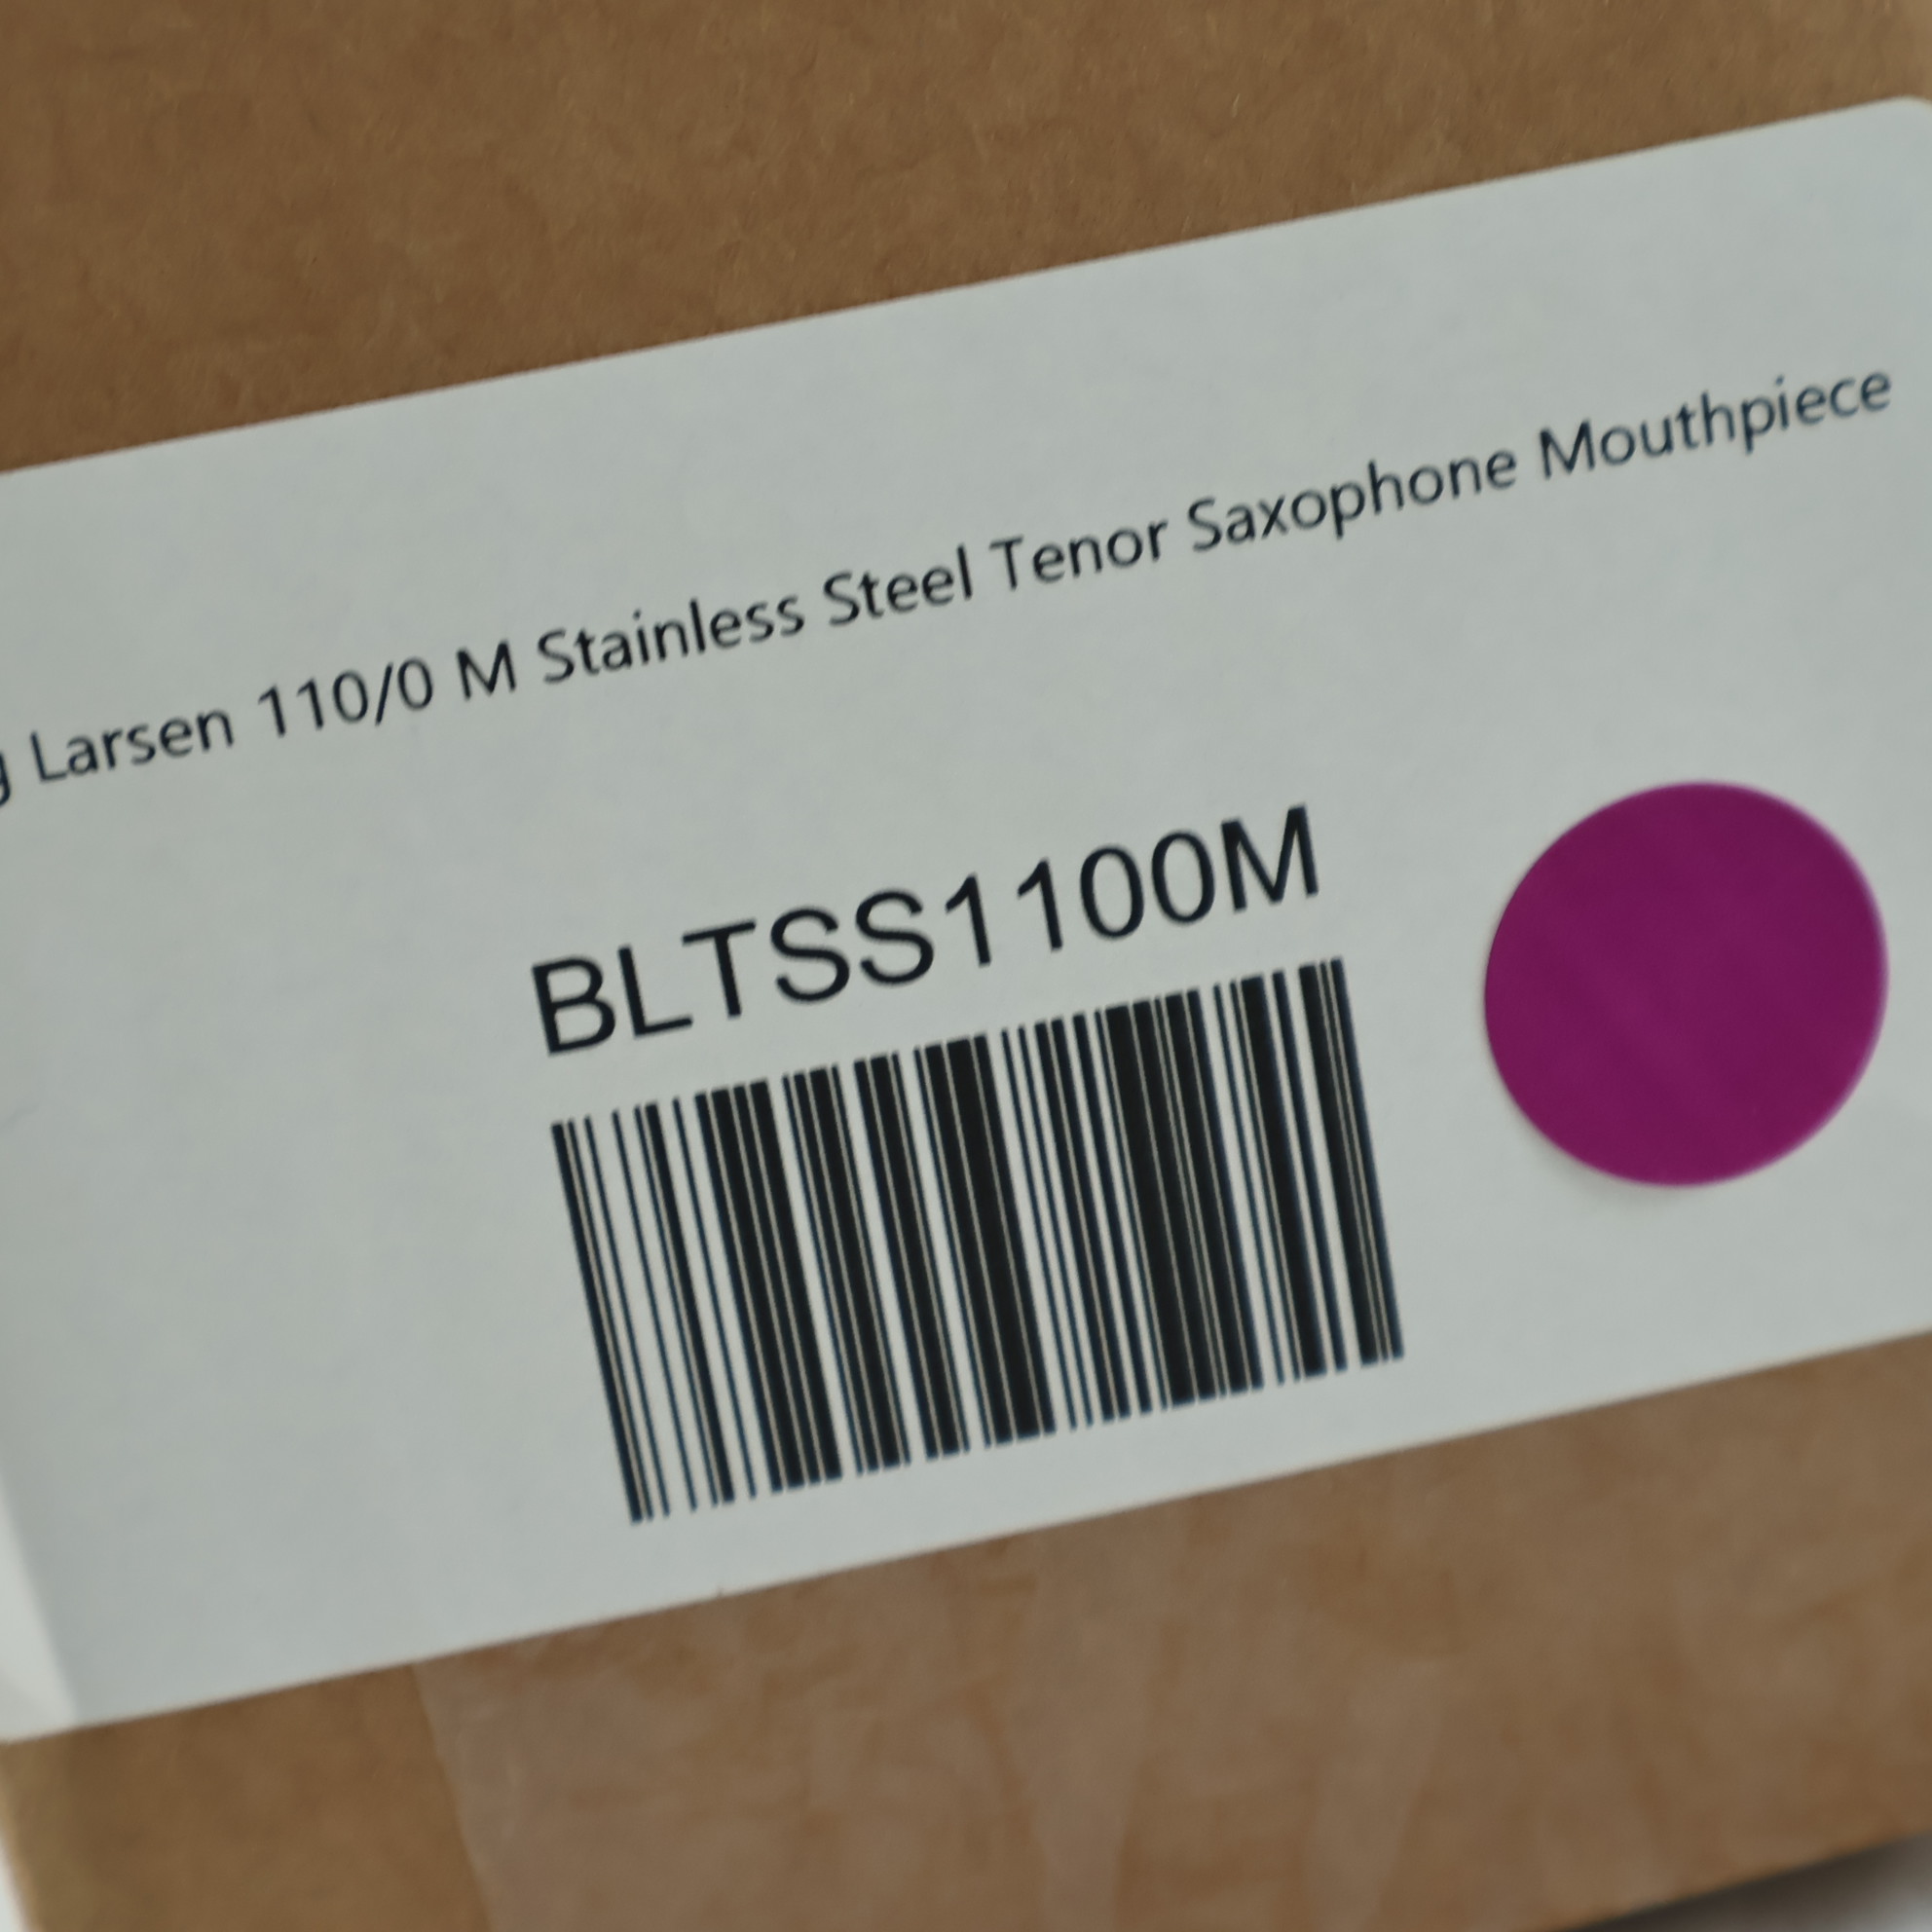 Larsen 110/0 M Stainless Steel Tenor Saxophone Mouthpiece
BLTSS1100M